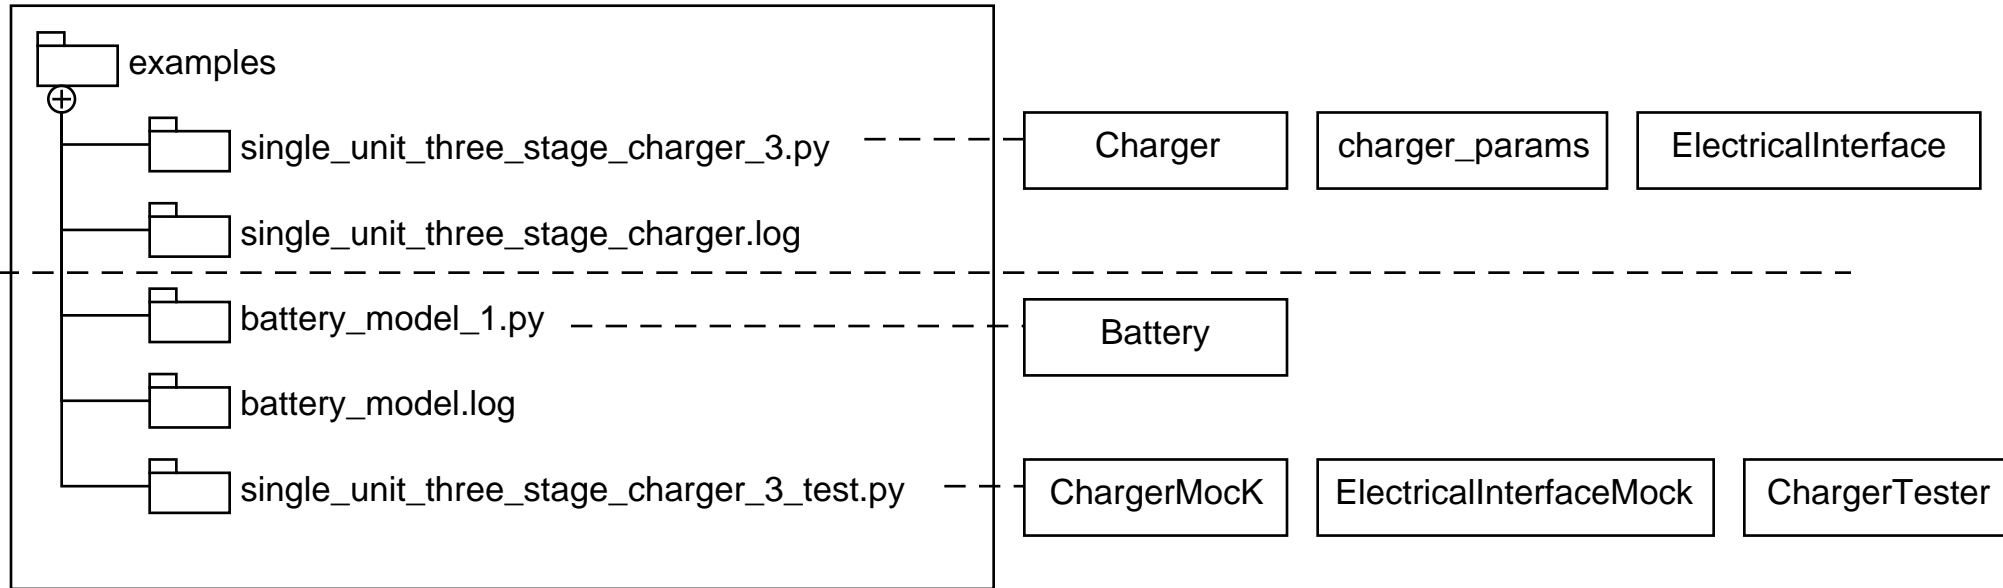 examples
single_unit_three_stage_charger_3.py
Charger
charger_params
ElectricalInterface
single_unit_three_stage_charger.log
battery_model_1.py
Battery
battery_model.log
single_unit_three_stage_charger_3_test.py
ChargerMocK
ElectricalInterfaceMock
ChargerTester